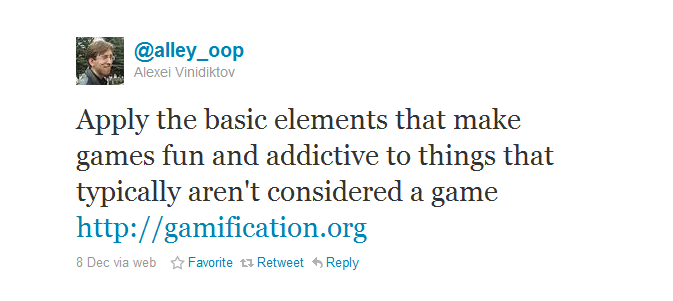 @alley_oop
Alexei Vinidiktov
Apply the basic elements that make
games fun and addictive to things that
typically aren't considered a game
http://gamification.org
8 Dec via web Favorite Retweet Reply